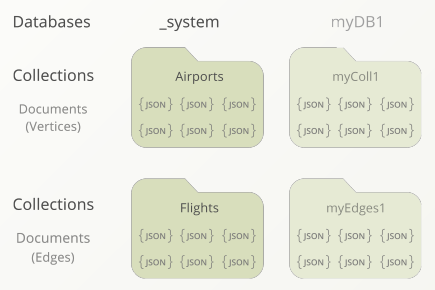 Databases _system myDB1
Collections Airports myColl1
Documents {JSON} {JSON} {JSON} {JSON} {JSON} {JSON}
(Vertices) {JSON} {JSON} {JSON} {JSON} {JSON} {JSON}
Collections Flights myEdges1
Documents {JSON} {JSON} {JSON} {JSON} {JSON} {JSON}
(Edges) {JSON} {JSON} {JSON} {JSON} {JSON} {JSON}